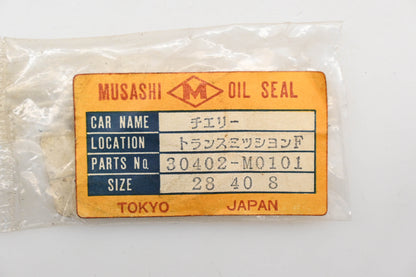 MUSASHI M OIL SEAL
CAR NAME チエリー
LOCATION トランスミッションF
PARTS No. 30402-M0101
SIZE 28 40 8
TOKYO JAPAN